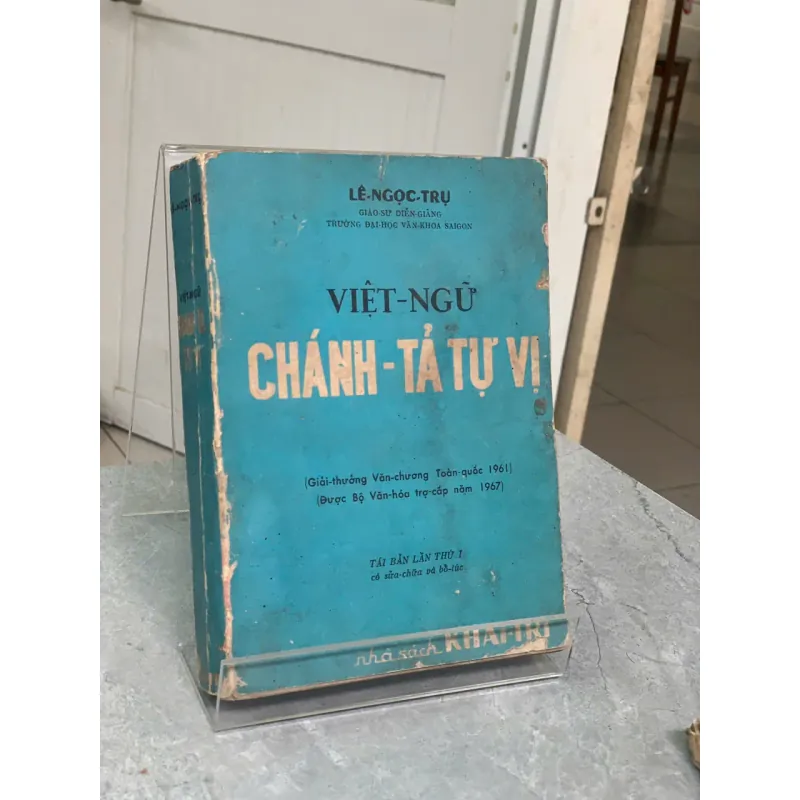 LÊ-NGỌC-TRỤ
GIÁO-SƯ DIỄN-GIẢNG
TRƯỜNG ĐẠI-HỌC VĂN-KHOA SAIGON
VIỆT-NGỮ
CHÁNH-TẢ TỰ VỊ
(Giải-thưởng Văn-chương Toàn-quốc 1961)
(Được Bộ Văn-hóa trợ-cấp năm 1967)
TÁI BẢN LẦN THỨ I
có sửa-chữa và bổ-túc
nhà sách KHAI TRÍ